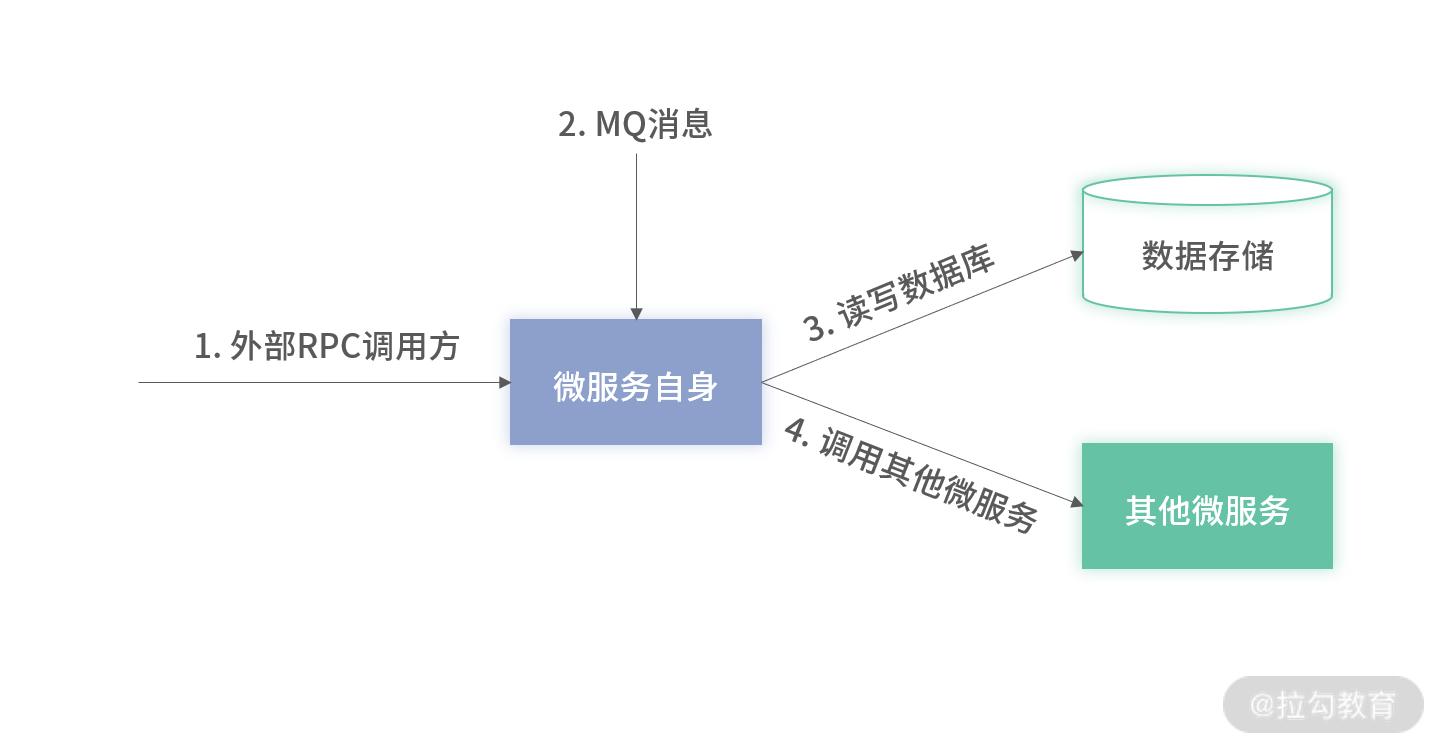 2. MQ消息
数据存储
3. 读写数据库
1. 外部RPC调用方
微服务自身
4. 调用其他微服务
其他微服务
@拉勾教育